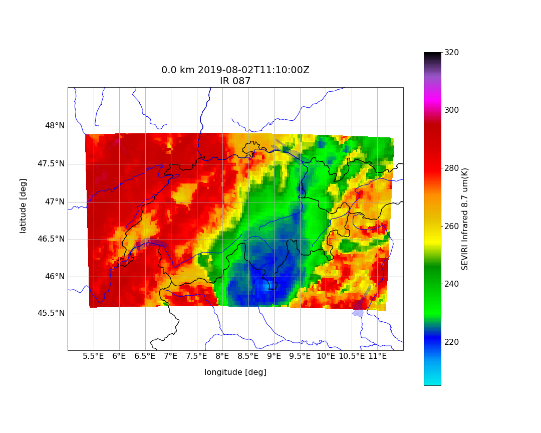 0.0 km 2019-08-02T11:10:00Z
IR 087
48°N
47.5°N
47°N
46.5°N
46°N
45.5°N
latitude [deg]
5.5°E 6°E 6.5°E 7°E 7.5°E 8°E 8.5°E 9°E 9.5°E 10°E 10.5°E 11°E
longitude [deg]
320
300
280
260
240
220
SEVIRI Infrared 8.7 um(K)